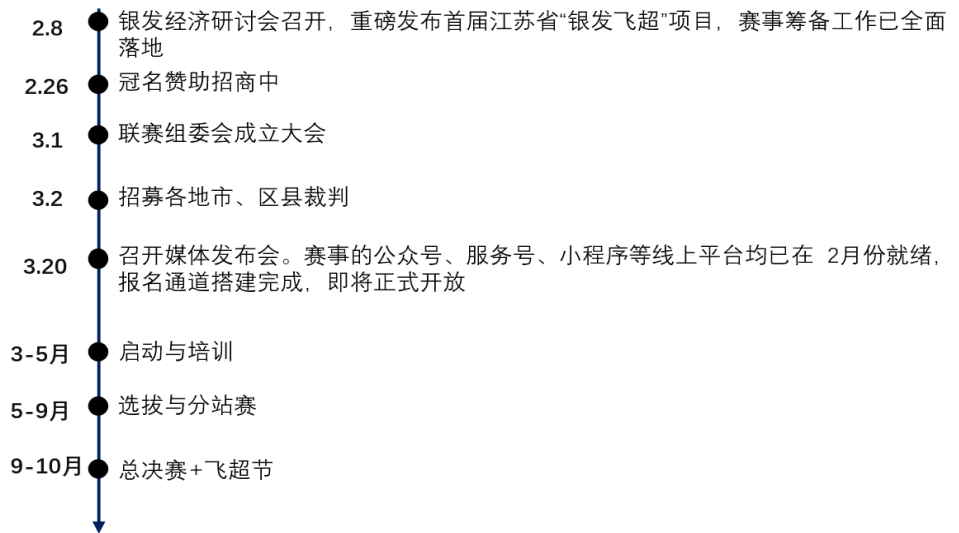 2.8
银发经济研讨会召开，重磅发布首届江苏省“银发飞超”项目，赛事筹备工作已全面
落地
2.26
冠名赞助招商中
3.1
联赛组委会成立大会
3.2
招募各地市、区县裁判
3.20
召开媒体发布会。赛事的公众号、服务号、小程序等线上平台均已在 2月份就绪，
报名通道搭建完成，即将正式开放
3-5月
启动与培训
5-9月
选拔与分站赛
9-10月
总决赛+飞超节